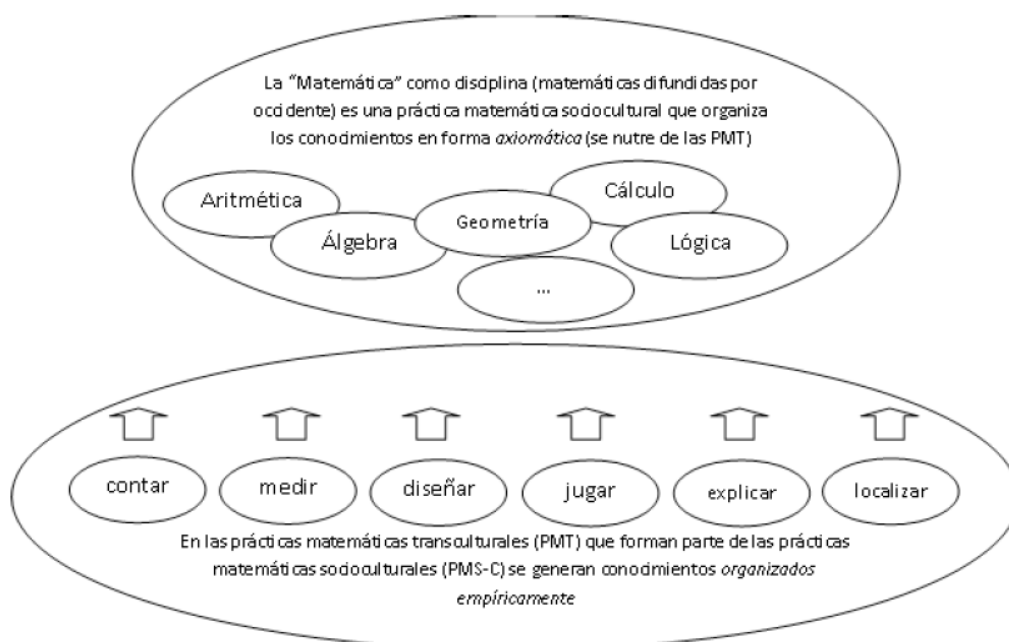 La “Matemática” como disciplina (matemáticas difundidas por
occidente) es una práctica matemática sociocultural que organiza
los conocimientos en forma axiomática (se nutre de las PMT)
Aritmética
Álgebra
Geometría
Cálculo
Lógica
...
contar
medir
diseñar
jugar
explicar
localizar
En las prácticas matemáticas transculturales (PMT) que forman parte de las prácticas
matemáticas socioculturales (PMS-C) se generan conocimientos organizados
empíricamente